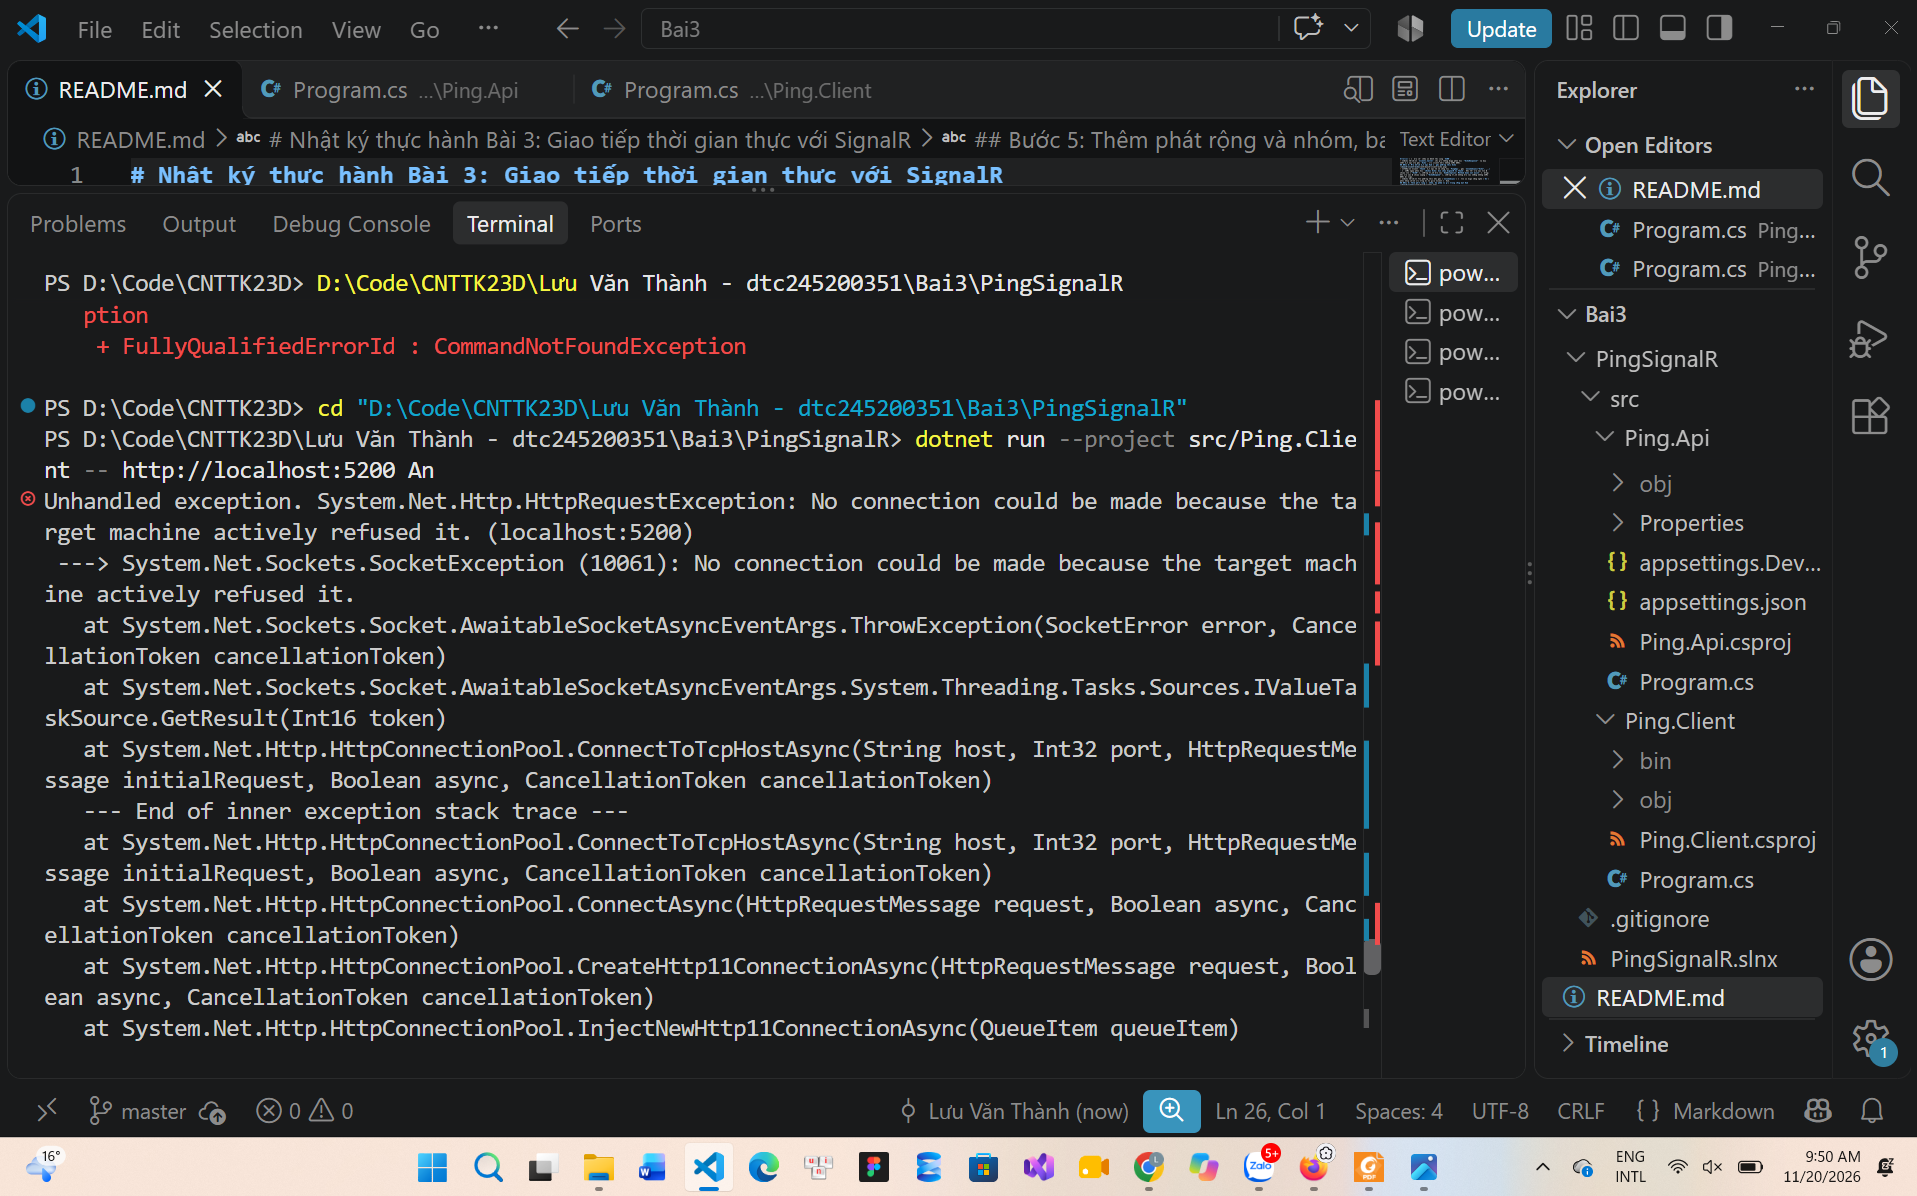 File Edit Selection View Go ··· Bai3 Update
README.md Program.cs ...\Ping.Api Program.cs ...\Ping.Client
README.md > abc # Nhật ký thực hành Bài 3: Giao tiếp thời gian thực với SignalR > abc ## Bước 5: Thêm phát rộng và nhóm, ba Text Editor
1 # Nhật ký thực hành Bài 3: Giao tiếp thời gian thực với SignalR
Problems Output Debug Console Terminal Ports
PS D:\Code\CNTTK23D> D:\Code\CNTTK23D\Lưu Văn Thành - dtc245200351\Bai3\PingSignalR
ption
+ FullyQualifiedErrorId : CommandNotFoundException
PS D:\Code\CNTTK23D> cd "D:\Code\CNTTK23D\Lưu Văn Thành - dtc245200351\Bai3\PingSignalR"
PS D:\Code\CNTTK23D\Lưu Văn Thành - dtc245200351\Bai3\PingSignalR> dotnet run --project src/Ping.Clie
nt -- http://localhost:5200 An
Unhandled exception. System.Net.Http.HttpRequestException: No connection could be made because the ta
rget machine actively refused it. (localhost:5200)
---> System.Net.Sockets.SocketException (10061): No connection could be made because the target mach
ine actively refused it.
at System.Net.Sockets.Socket.AwaitableSocketAsyncEventArgs.ThrowException(SocketError error, Cance
llationToken cancellationToken)
at System.Net.Sockets.Socket.AwaitableSocketAsyncEventArgs.System.Threading.Tasks.Sources.IValueTa
skSource.GetResult(Int16 token)
at System.Net.Http.HttpConnectionPool.ConnectToTcpHostAsync(String host, Int32 port, HttpRequestMe
ssage initialRequest, Boolean async, CancellationToken cancellationToken)
--- End of inner exception stack trace ---
at System.Net.Http.HttpConnectionPool.ConnectToTcpHostAsync(String host, Int32 port, HttpRequestMe
ssage initialRequest, Boolean async, CancellationToken cancellationToken)
at System.Net.Http.HttpConnectionPool.ConnectAsync(HttpRequestMessage request, Boolean async, Canc
ellationToken cancellationToken)
at System.Net.Http.HttpConnectionPool.CreateHttp11ConnectionAsync(HttpRequestMessage request, Bool
ean async, CancellationToken cancellationToken)
at System.Net.Http.HttpConnectionPool.InjectNewHttp11ConnectionAsync(QueueItem queueItem)
pow...
pow...
pow...
pow...
Explorer
Open Editors
README.md
Program.cs Ping...
Program.cs Ping...
Bai3
PingSignalR
src
Ping.Api
obj
Properties
appsettings.Dev...
appsettings.json
Ping.Api.csproj
Program.cs
Ping.Client
bin
obj
Ping.Client.csproj
Program.cs
.gitignore
PingSignalR.slnx
README.md
Timeline
1
master 0 0 Lưu Văn Thành (now) Ln 26, Col 1 Spaces: 4 UTF-8 CRLF { } Markdown
16° Zalo 5+ ENG INTL 9:50 AM 11/20/2026